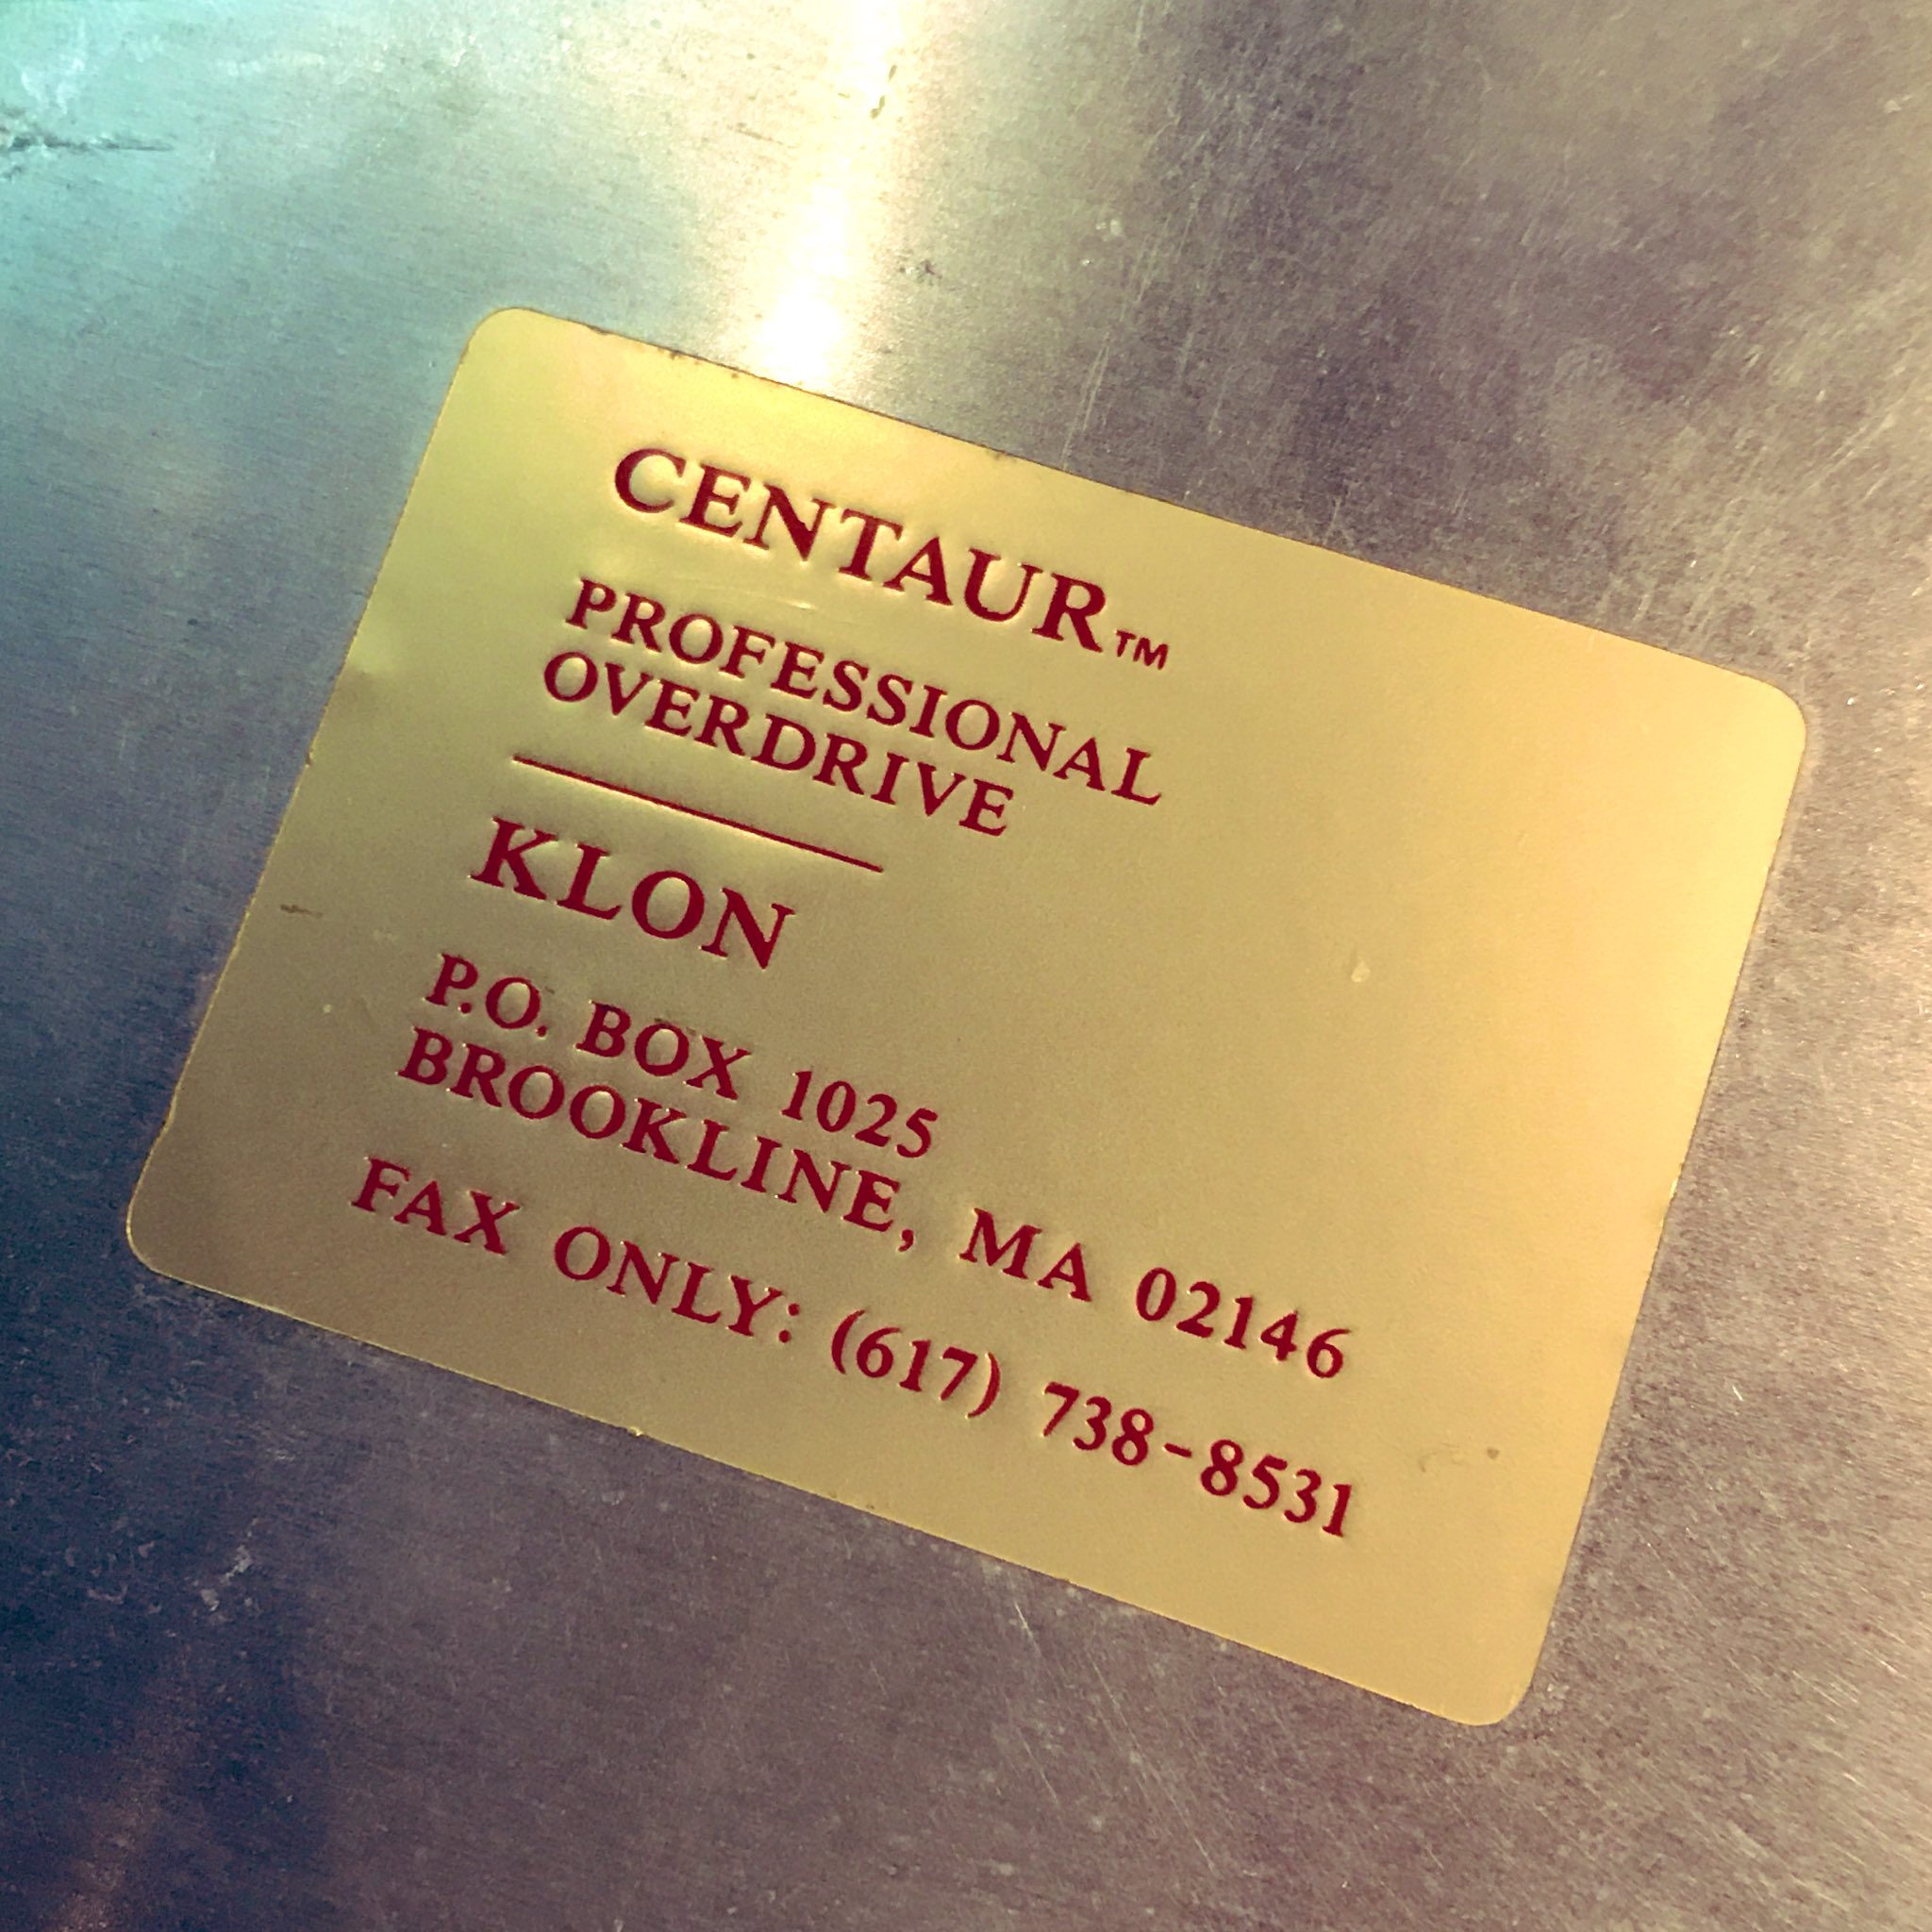 CENTAUR™
PROFESSIONAL
OVERDRIVE
KLON
P.O. BOX 1025
BROOKLINE, MA 02146
FAX ONLY: (617) 738-8531